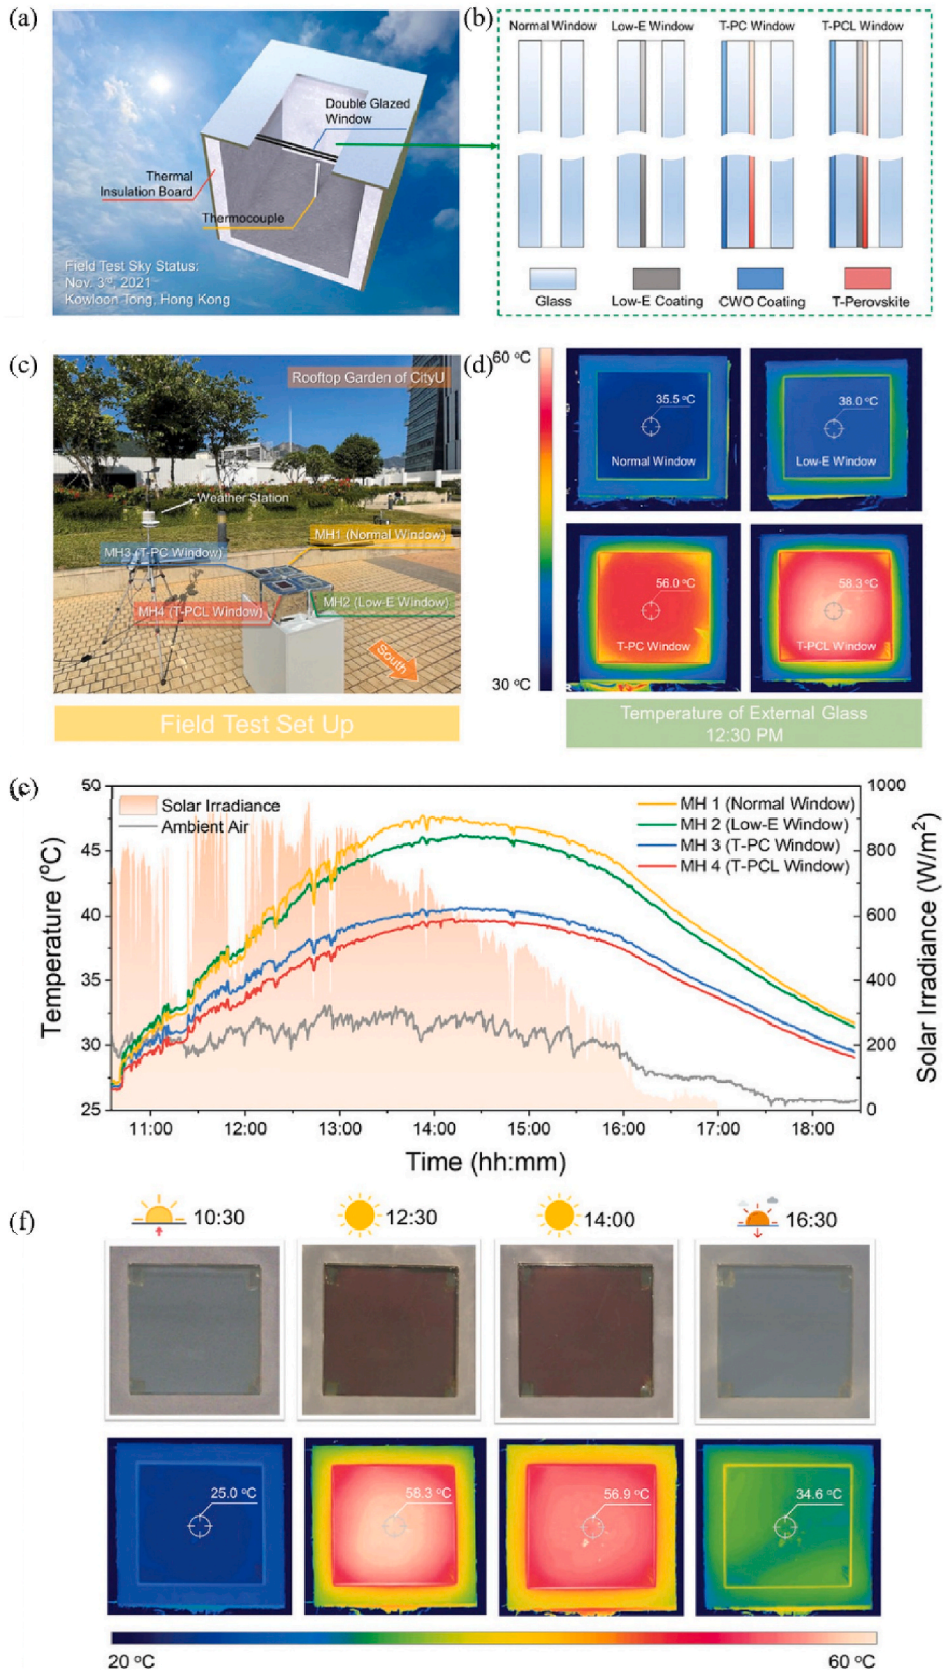 (a)
Double Glazed
Window
Thermal
Insulation Board
Thermocouple
Field Test Sky Status:
Nov. 3rd, 2021
Kowloon Tong, Hong Kong
(b)
Normal Window Low-E Window T-PC Window T-PCL Window
Glass Low-E Coating CWO Coating T-Perovskite
(c)
Rooftop Garden of CityU
Weather Station
MH1 (Normal Window)
MH3 (T-PC Window)
MH4 (T-PCL Window)
MH2 (Low-E Window)
South
Field Test Set Up
60 °C
30 °C
(d)
35.5 °C
Normal Window
38.0 °C
Low-E Window
56.0 °C
T-PC Window
58.3 °C
T-PCL Window
Temperature of External Glass
12:30 PM
(e)
Temperature (°C)
50
45
40
35
30
25
Solar Irradiance
Ambient Air
MH 1 (Normal Window)
MH 2 (Low-E Window)
MH 3 (T-PC Window)
MH 4 (T-PCL Window)
1000
800
600
400
200
0
Solar Irradiance (W/m²)
11:00 12:00 13:00 14:00 15:00 16:00 17:00 18:00
Time (hh:mm)
(f)
10:30 12:30 14:00 16:30
25.0 °C 58.3 °C 56.9 °C 34.6 °C
20 °C 60 °C